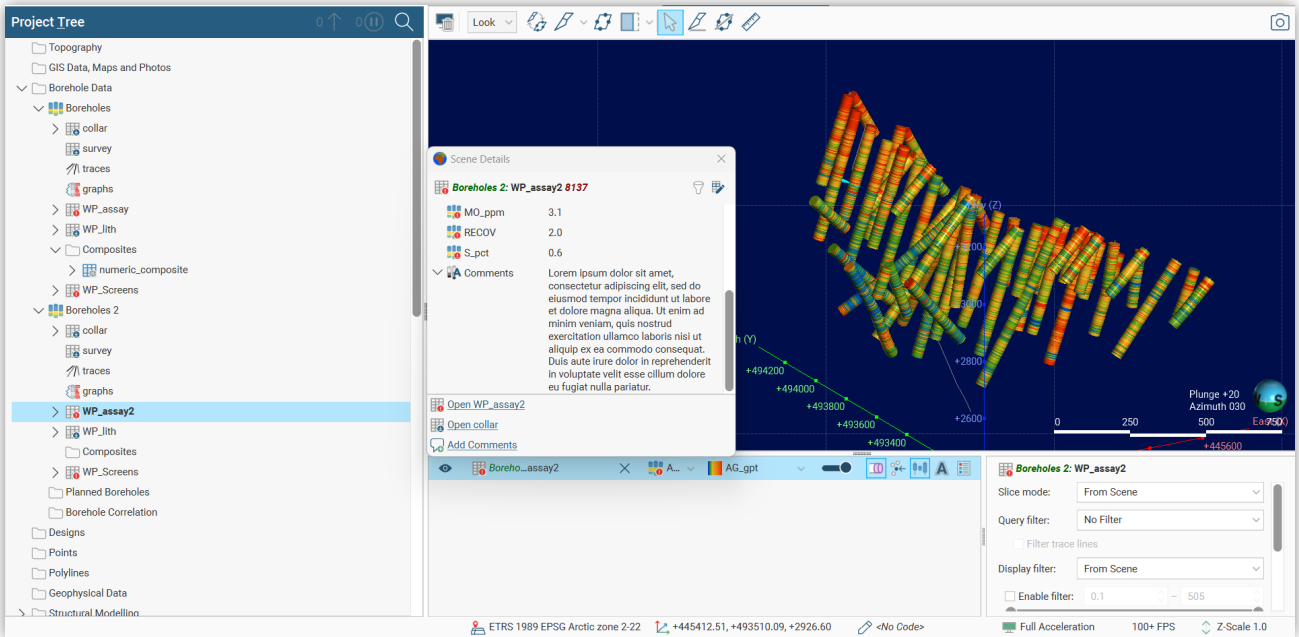 Project Tree
0
0
Look
Topography
GIS Data, Maps and Photos
Borehole Data
Boreholes
collar
survey
traces
graphs
WP_assay
WP_lith
Composites
numeric_composite
WP_Screens
Boreholes 2
collar
survey
traces
graphs
WP_assay2
WP_lith
Composites
WP_Screens
Planned Boreholes
Borehole Correlation
Designs
Points
Polylines
Geophysical Data
Structural Modelling
Scene Details
Boreholes 2: WP_assay2 8137
MO_ppm 3.1
RECOV 2.0
S_pct 0.6
Comments
Lorem ipsum dolor sit amet,
consectetur adipiscing elit, sed do
eiusmod tempor incididunt ut labore
et dolore magna aliqua. Ut enim ad
minim veniam, quis nostrud
exercitation ullamco laboris nisi ut
aliquip ex ea commodo consequat.
Duis aute irure dolor in reprehenderit
in voluptate velit esse cillum dolore
eu fugiat nulla pariatur.
Open WP_assay2
Open collar
Add Comments
(Z)
+3200
+2800
+2600
h (Y)
+494200
+494000
+493800
+493600
+493400
Plunge +20
Azimuth 030
S
0 250 500 750
East (X)
+445600
Boreho...assay2
A...
AG_gpt
A
Boreholes 2: WP_assay2
Slice mode: From Scene
Query filter: No Filter
Filter trace lines
Display filter: From Scene
Enable filter: 0.1 – 505
ETRS 1989 EPSG Arctic zone 2-22
+445412.51, +493510.09, +2926.60
<No Code>
Full Acceleration
100+ FPS
Z-Scale 1.0